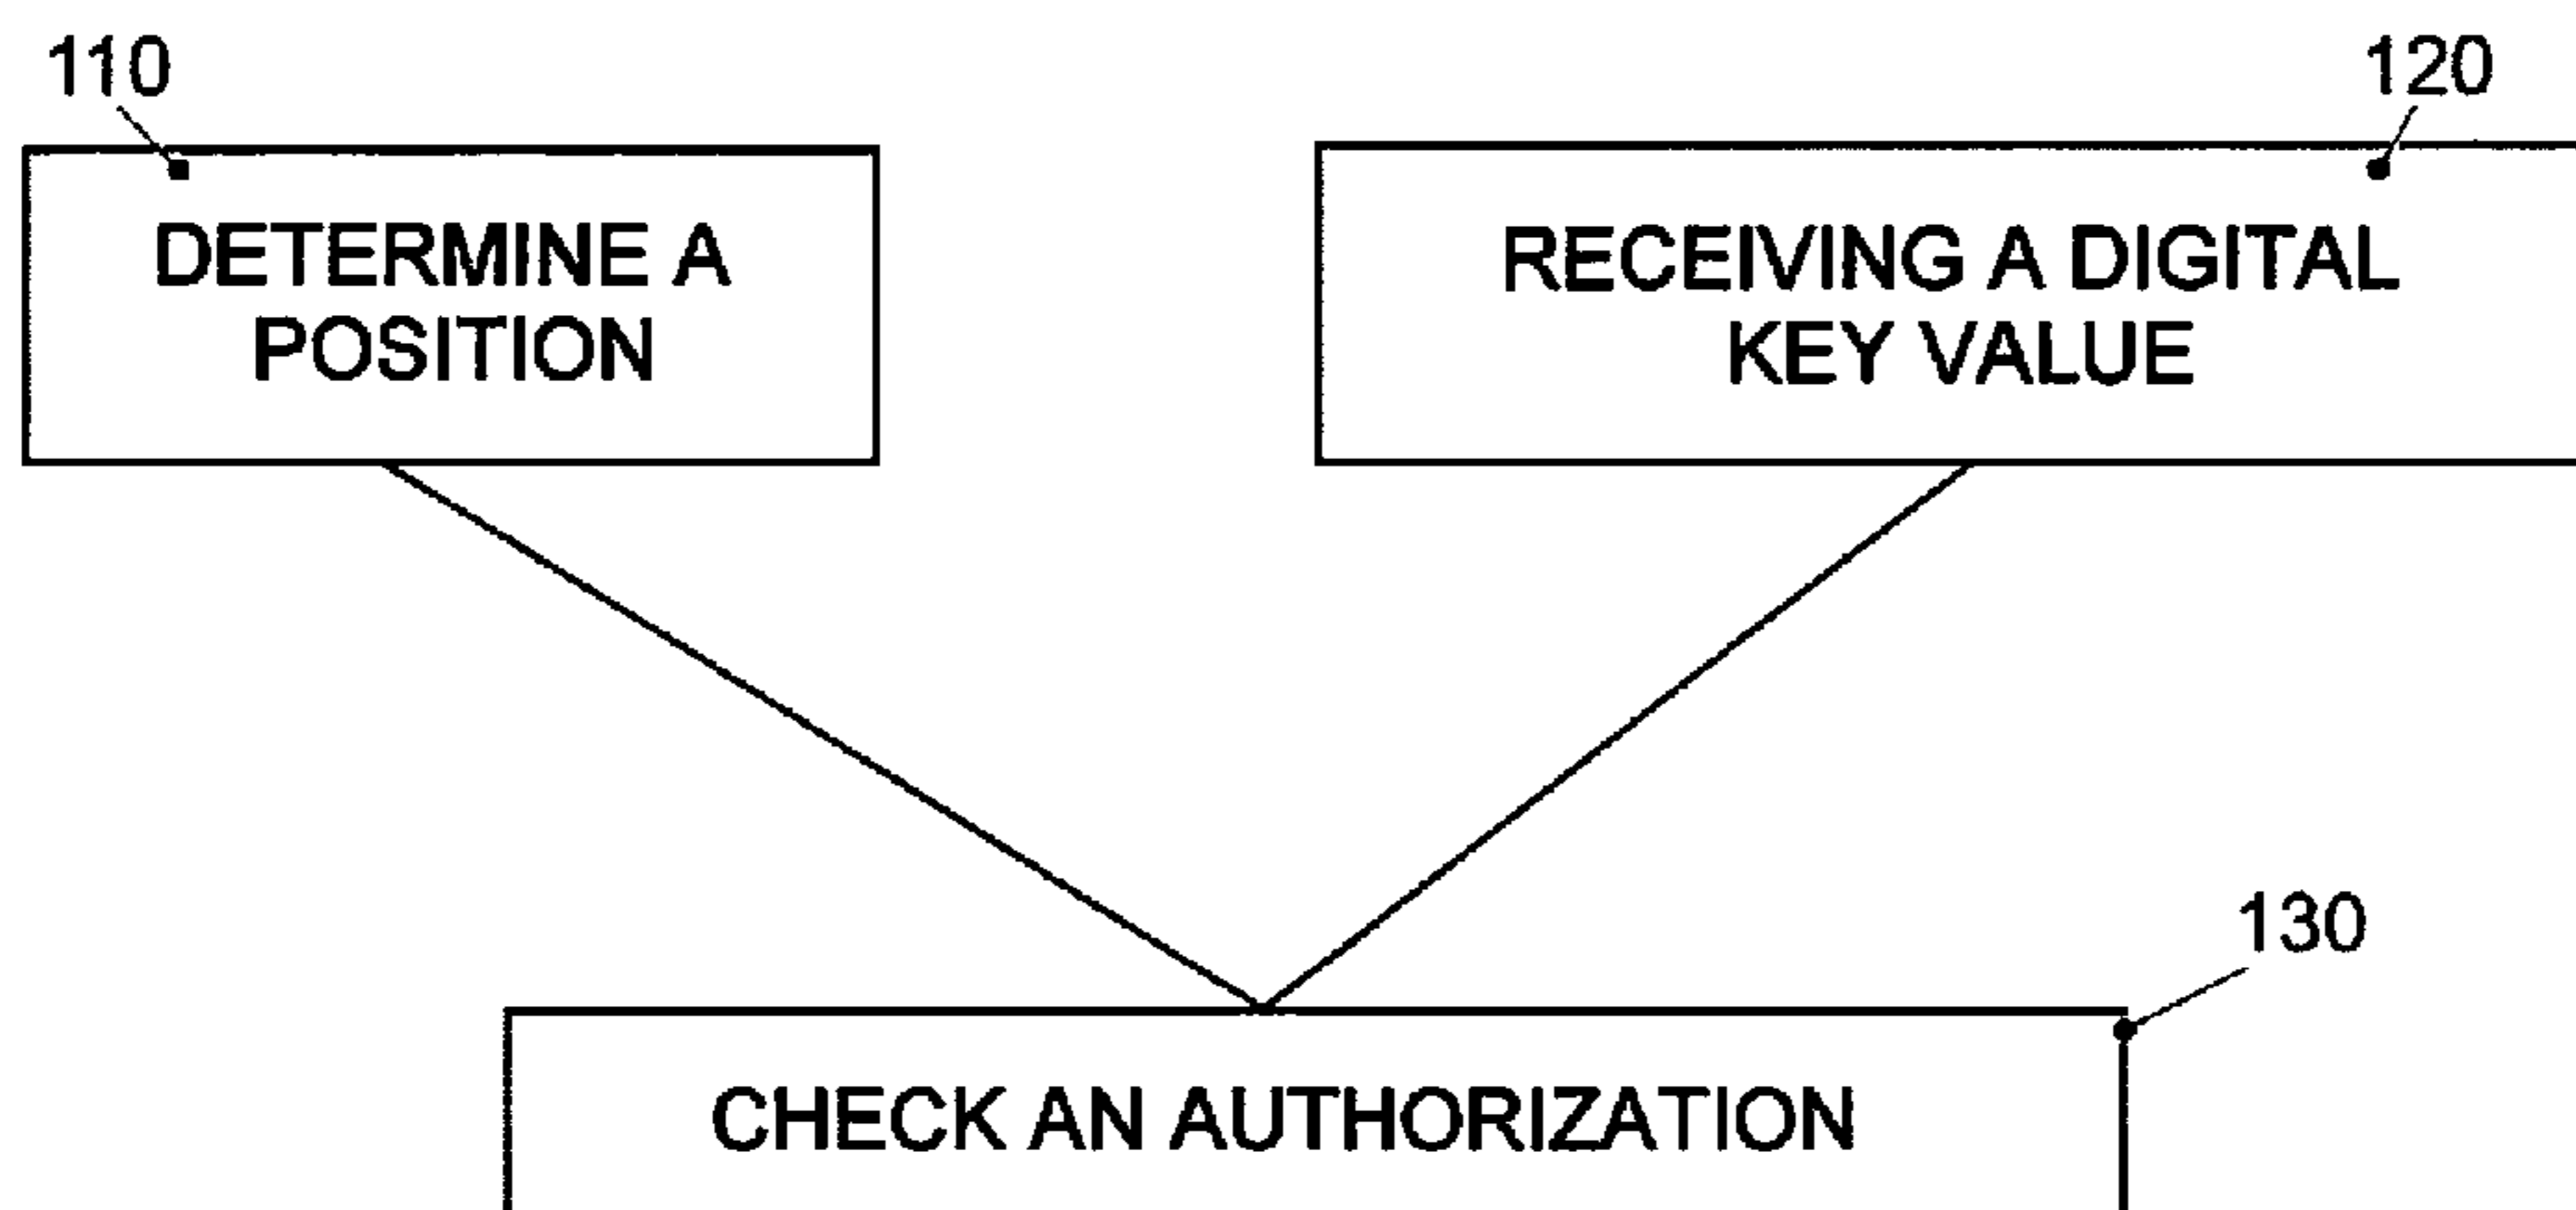 110
120
DETERMINE A
POSITION
RECEIVING A DIGITAL
KEY VALUE
130
CHECK AN AUTHORIZATION